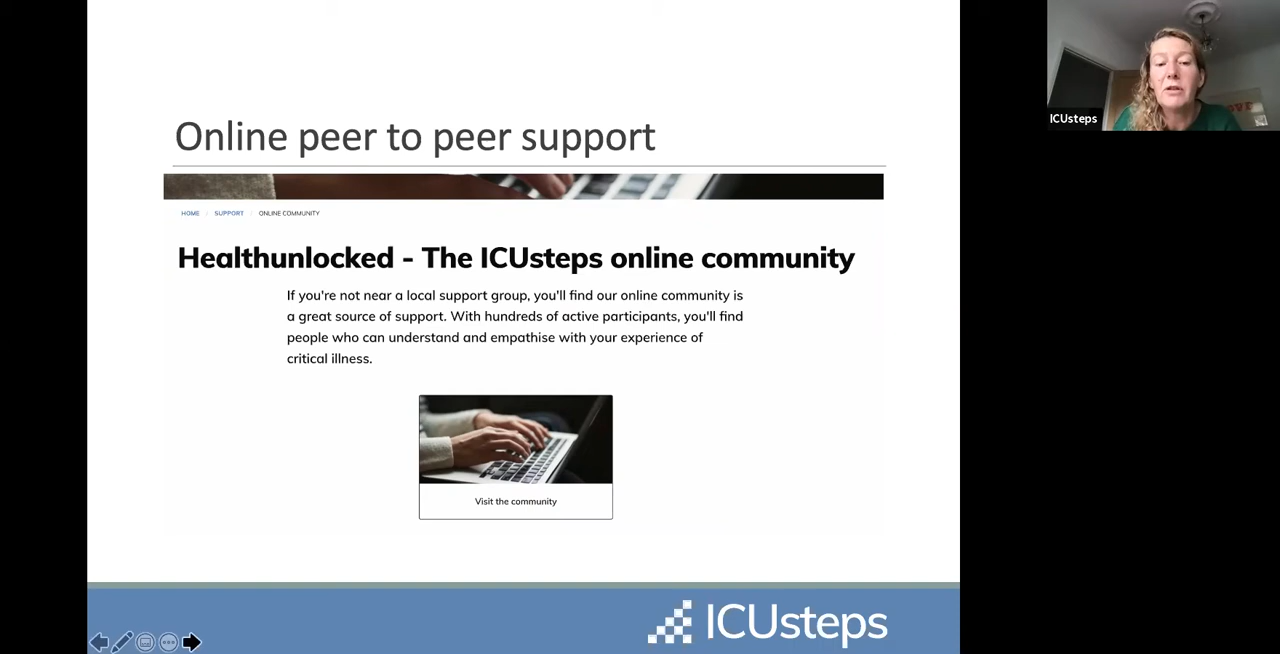 Online peer to peer support
HOME / SUPPORT / ONLINE COMMUNITY
Healthunlocked - The ICUsteps online community
If you're not near a local support group, you'll find our online community is
a great source of support. With hundreds of active participants, you'll find
people who can understand and empathise with your experience of
critical illness.
Visit the community
ICUsteps
ICUsteps